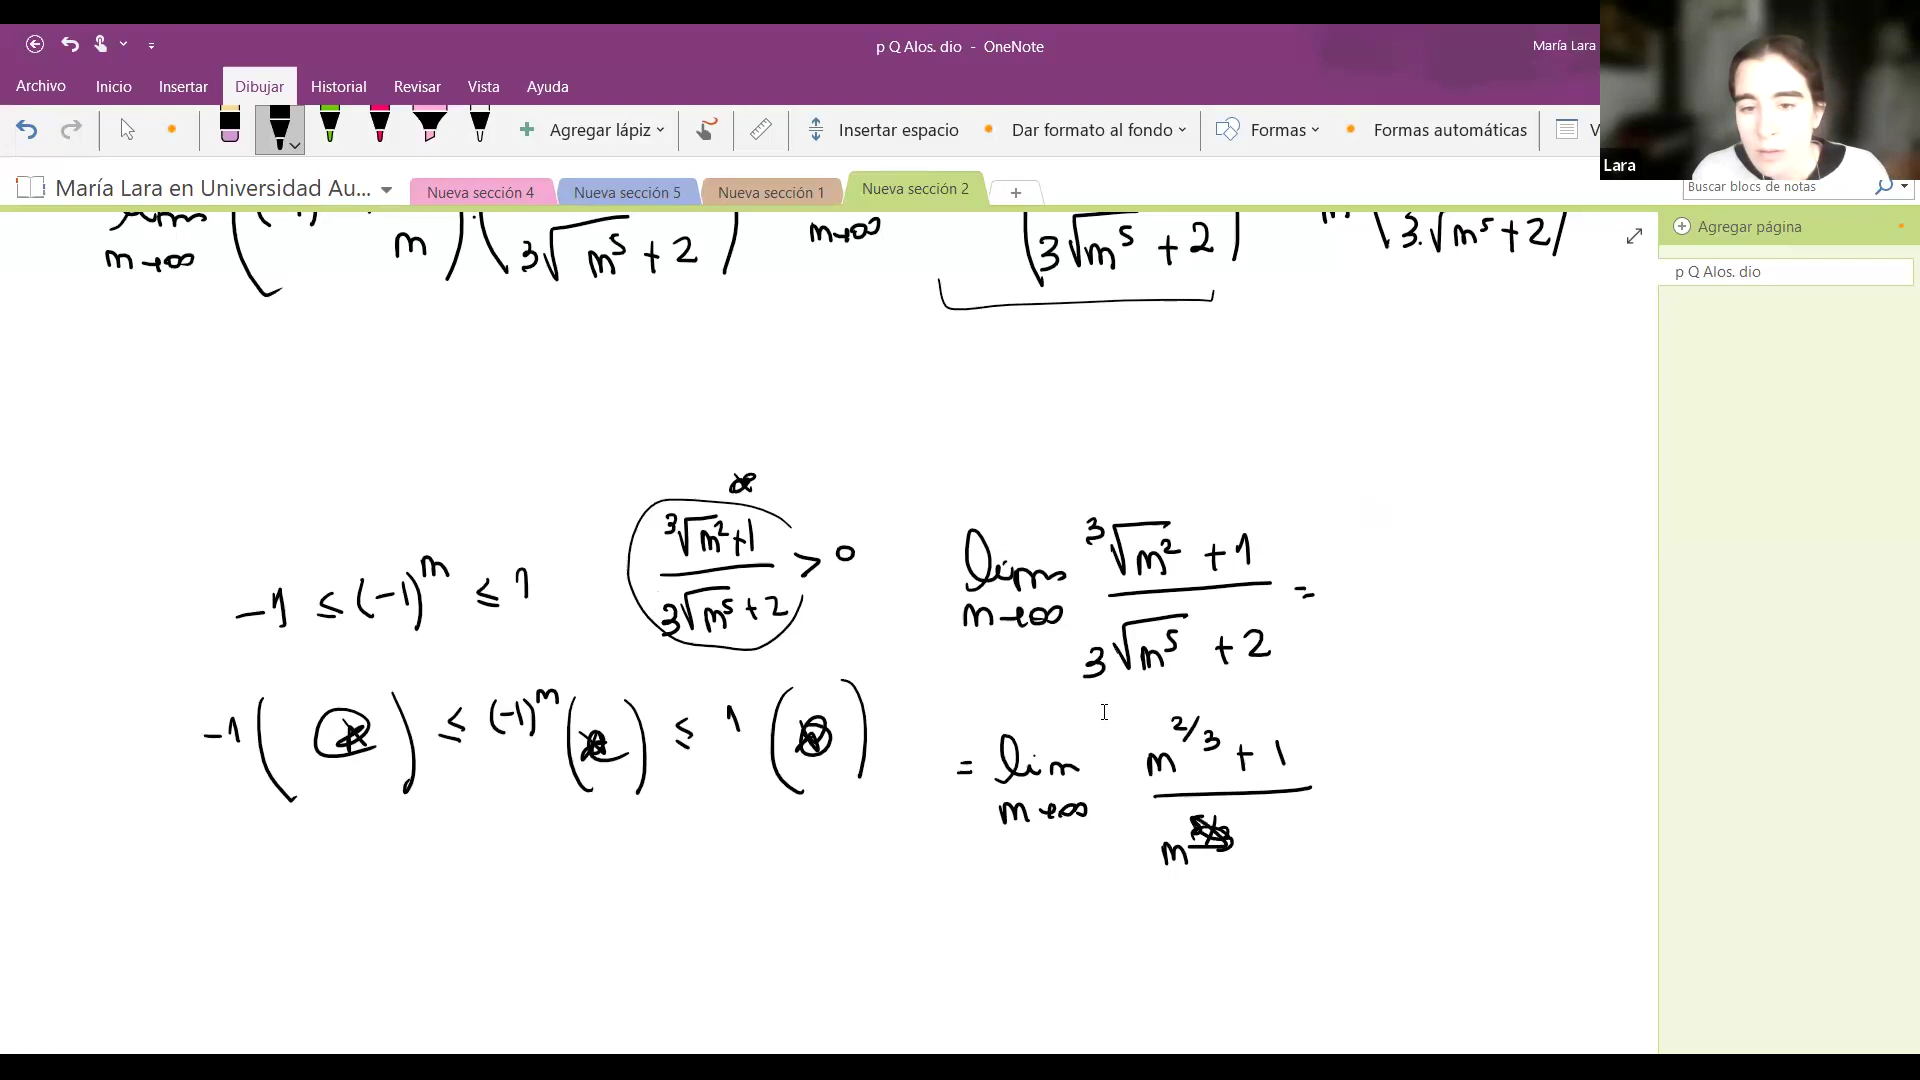 p Q Alos. dio - OneNote
María Lara
Archivo Inicio Insertar Dibujar Historial Revisar Vista Ayuda
Agregar lápiz Insertar espacio Dar formato al fondo Formas Formas automáticas V
Lara
María Lara en Universidad Au... Nueva sección 4 Nueva sección 5 Nueva sección 1 Nueva sección 2 +
Buscar blocs de notas
Agregar página
p Q Alos. dio
m→∞ ( m ) · ( 3√m⁵ + 2 ) m→∞ ( 3√m⁵ + 2 ) ( 3.√m⁵ + 2 )
-1 ≤ (-1)^m ≤ 1
(∛m² + 1) / (3√m⁵ + 2) > 0
lím m→∞ (∛m² + 1) / (3√m⁵ + 2) =
-1 ( * ) ≤ (-1)^m ( * ) ≤ 1 ( * )
= lím m→∞ (m^2/3 + 1) / m